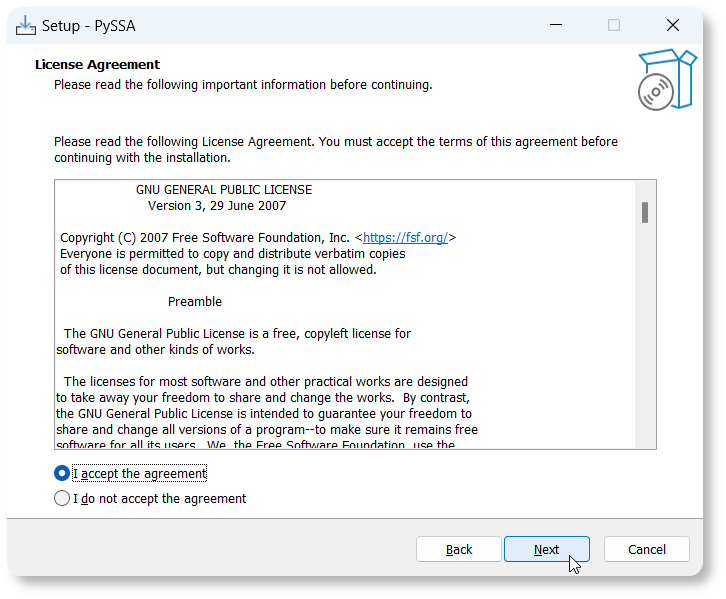 Setup - PySSA
License Agreement
Please read the following important information before continuing.
Please read the following License Agreement. You must accept the terms of this agreement before
continuing with the installation.
GNU GENERAL PUBLIC LICENSE
Version 3, 29 June 2007
Copyright (C) 2007 Free Software Foundation, Inc. <https://fsf.org/>
Everyone is permitted to copy and distribute verbatim copies
of this license document, but changing it is not allowed.
Preamble
The GNU General Public License is a free, copyleft license for
software and other kinds of works.
The licenses for most software and other practical works are designed
to take away your freedom to share and change the works.  By contrast,
the GNU General Public License is intended to guarantee your freedom to
share and change all versions of a program--to make sure it remains free
software for all its users.  We, the Free Software Foundation, use the
I accept the agreement
I do not accept the agreement
Back
Next
Cancel